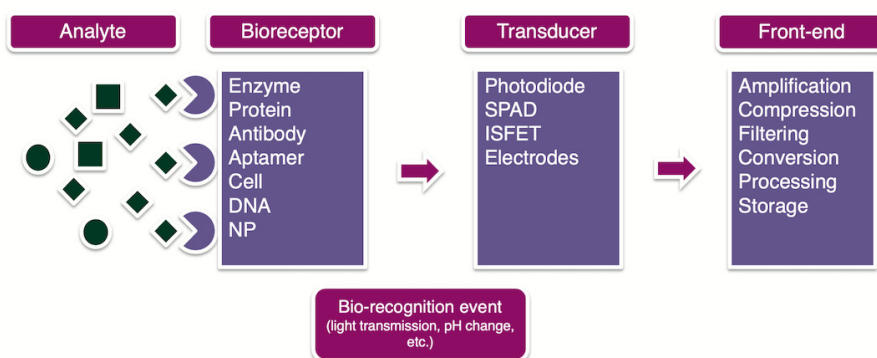 Analyte
Bioreceptor
Transducer
Front-end
Enzyme
Protein
Antibody
Aptamer
Cell
DNA
NP
Photodiode
SPAD
ISFET
Electrodes
Amplification
Compression
Filtering
Conversion
Processing
Storage
Bio-recognition event
(light transmission, pH change,
etc.)